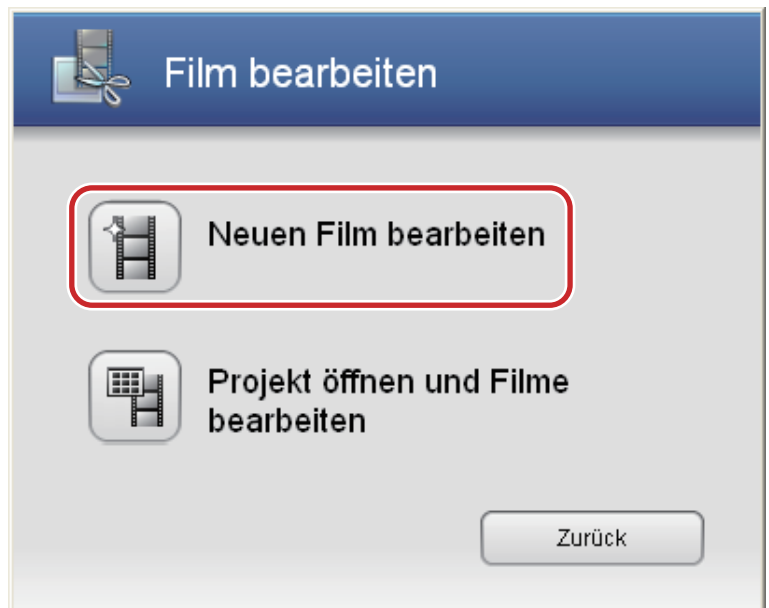 Film bearbeiten
Neuen Film bearbeiten
Projekt öffnen und Filme
bearbeiten
Zurück